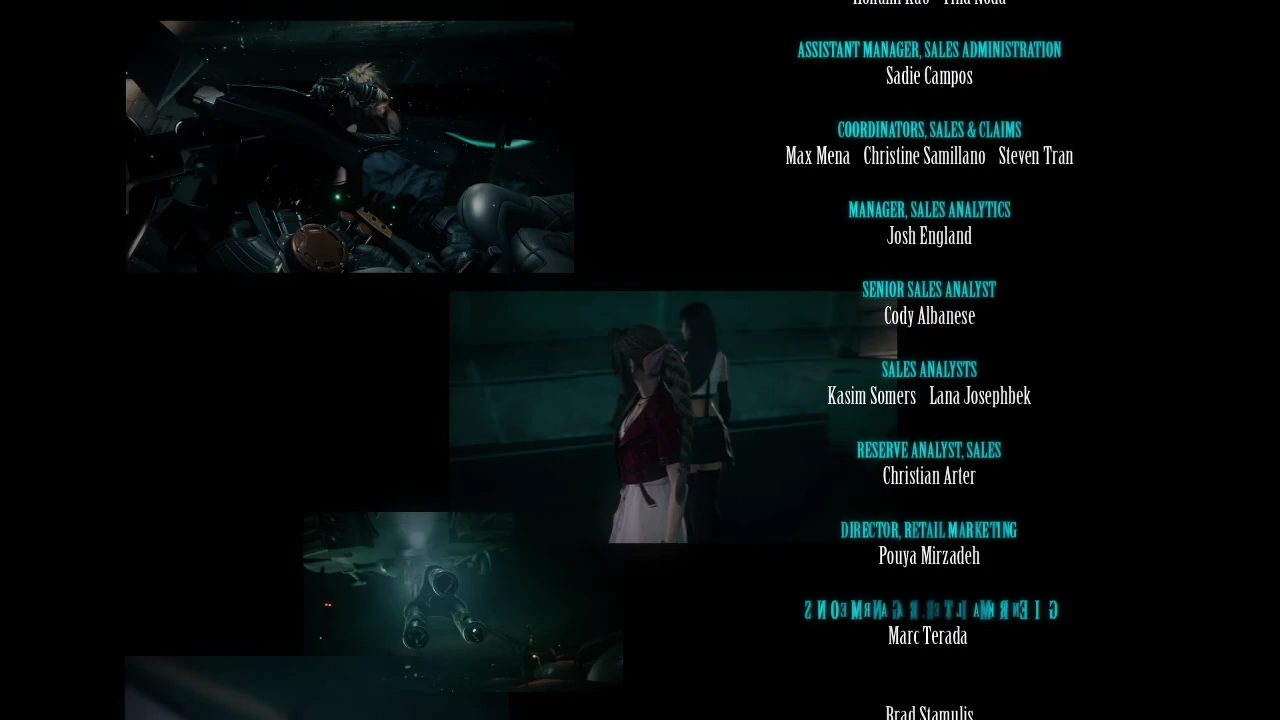 ASSISTANT MANAGER, SALES ADMINISTRATION
Sadie Campos
COORDINATORS, SALES & CLAIMS
Max Mena Christine Samillano Steven Tran
MANAGER, SALES ANALYTICS
Josh England
SENIOR SALES ANALYST
Cody Albanese
SALES ANALYSTS
Kasim Somers Lana Josephbek
RESERVE ANALYST, SALES
Christian Arter
DIRECTOR, RETAIL MARKETING
Pouya Mirzadeh
Marc Terada
Brad Stamulis